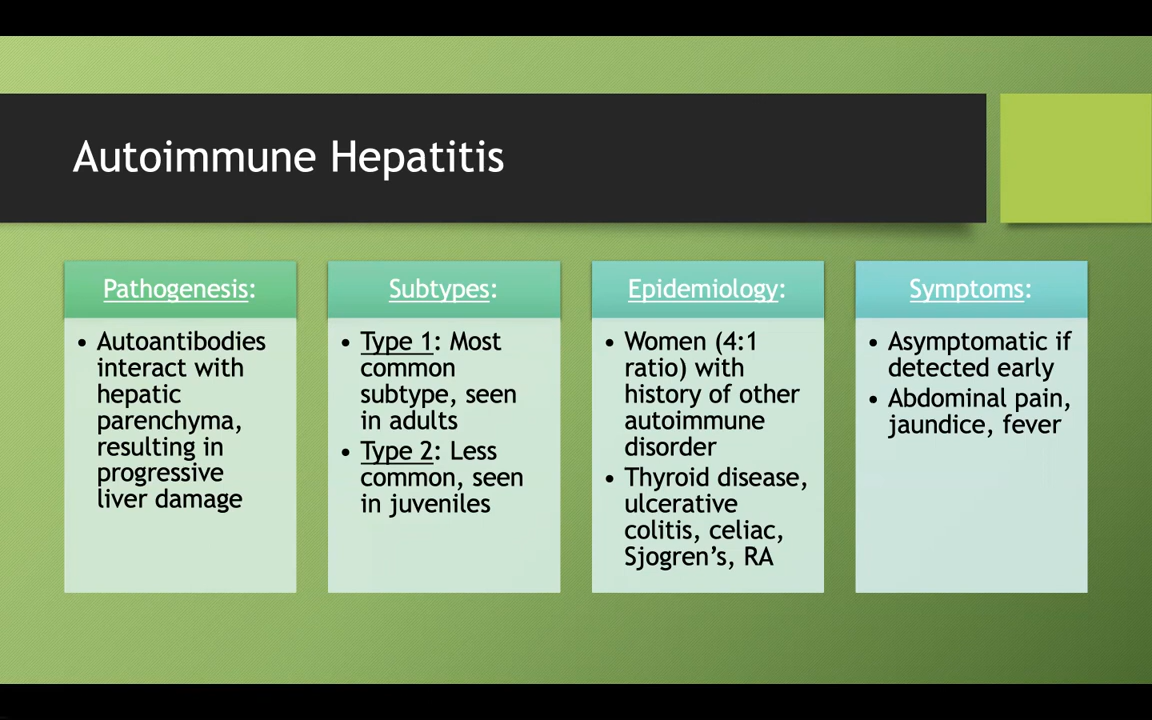 Autoimmune Hepatitis
Pathogenesis:
• Autoantibodies
interact with
hepatic
parenchyma,
resulting in
progressive
liver damage
Subtypes:
• Type 1: Most
common
subtype, seen
in adults
• Type 2: Less
common, seen
in juveniles
Epidemiology:
• Women (4:1
ratio) with
history of other
autoimmune
disorder
• Thyroid disease,
ulcerative
colitis, celiac,
Sjogren’s, RA
Symptoms:
• Asymptomatic if
detected early
• Abdominal pain,
jaundice, fever